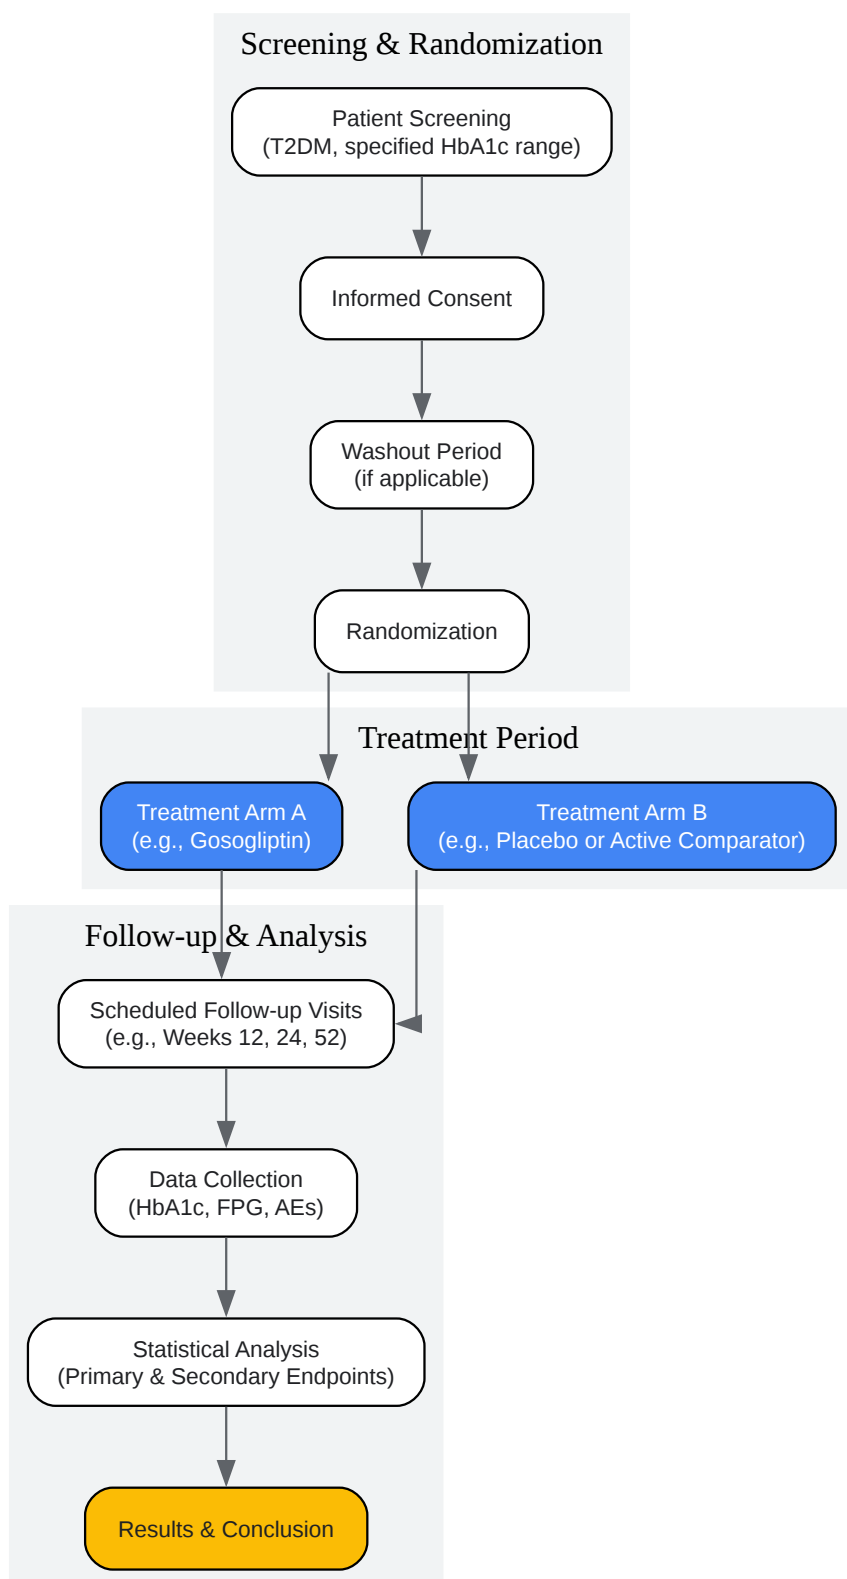 Screening & Randomization
Patient Screening
(T2DM, specified HbA1c range)
Informed Consent
Washout Period
(if applicable)
Randomization
Treatment Period
Treatment Arm A
(e.g., Gosogliptin)
Treatment Arm B
(e.g., Placebo or Active Comparator)
Follow-up & Analysis
Scheduled Follow-up Visits
(e.g., Weeks 12, 24, 52)
Data Collection
(HbA1c, FPG, AEs)
Statistical Analysis
(Primary & Secondary Endpoints)
Results & Conclusion